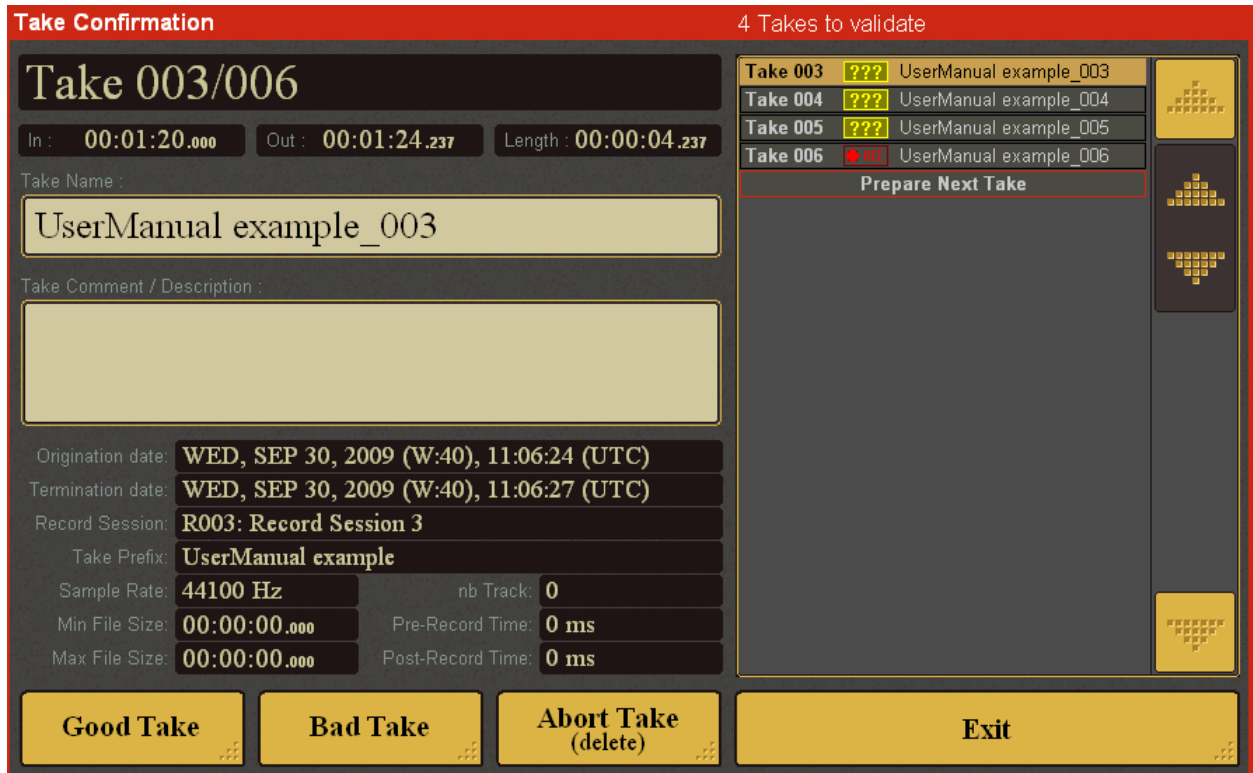 Take Confirmation
4 Takes to validate
Take 003/006
In : 00:01:20.000 Out : 00:01:24.237 Length : 00:00:04.237
Take Name :
UserManual example_003
Take Comment / Description :
Origination date: WED, SEP 30, 2009 (W:40), 11:06:24 (UTC)
Termination date: WED, SEP 30, 2009 (W:40), 11:06:27 (UTC)
Record Session: R003: Record Session 3
Take Prefix: UserManual example
Sample Rate: 44100 Hz nb Track: 0
Min File Size: 00:00:00.000 Pre-Record Time: 0 ms
Max File Size: 00:00:00.000 Post-Record Time: 0 ms
Good Take
Bad Take
Abort Take
(delete)
Take 003 ??? UserManual example_003
Take 004 ??? UserManual example_004
Take 005 ??? UserManual example_005
Take 006 REC UserManual example_006
Prepare Next Take
Exit